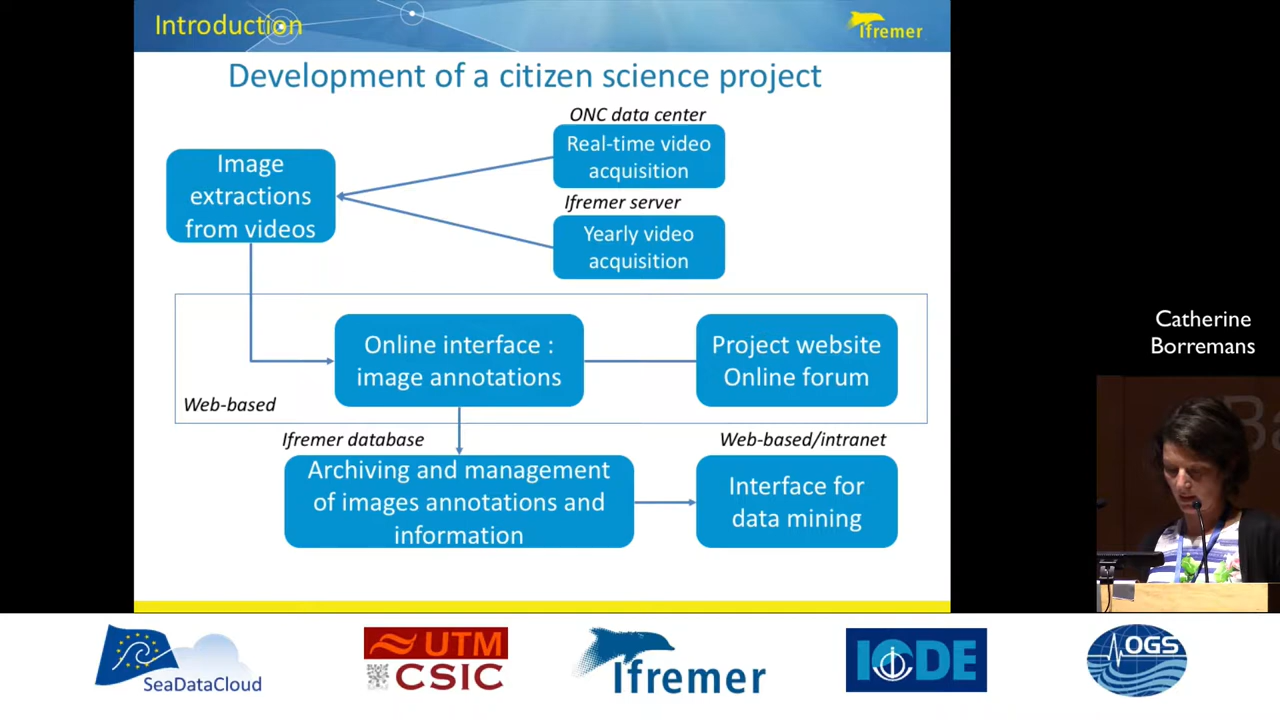 Introduction
Ifremer
Development of a citizen science project
ONC data center
Real-time video
acquisition
Image
extractions
from videos
Ifremer server
Yearly video
acquisition
Online interface :
image annotations
Project website
Online forum
Web-based
Ifremer database
Web-based/intranet
Archiving and management
of images annotations and
information
Interface for
data mining
Catherine
Borremans
Ba
SeaDataCloud
UTM
CSIC
Ifremer
IODE
OGS